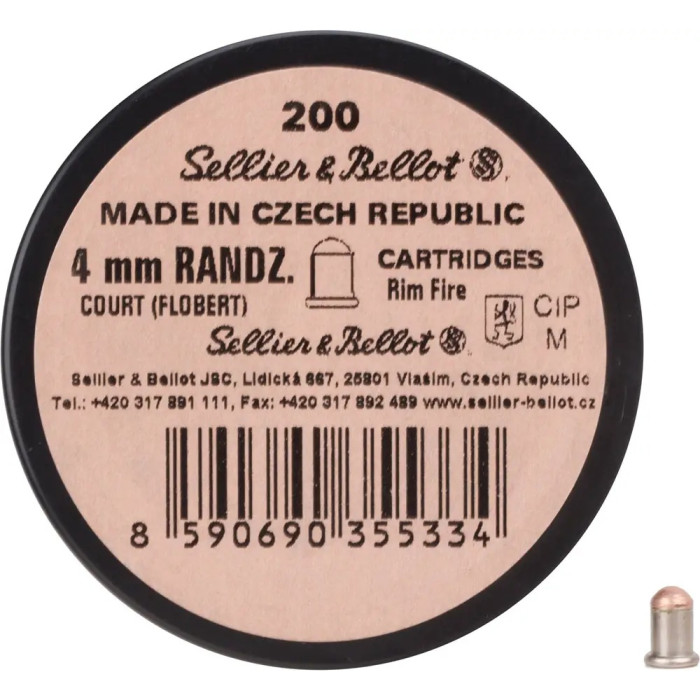 200
Sellier & Bellot S
MADE IN CZECH REPUBLIC
4 mm RANDZ. CARTRIDGES
COURT (FLOBERT) Rim Fire
CIP
M
Sellier & Bellot S
Sellier & Bellot JSC, Lidická 667, 25801 Vlašim, Czech Republic
Tel.: +420 317 891 111, Fax: +420 317 892 489 www.sellier-bellot.cz
8 590690 355334